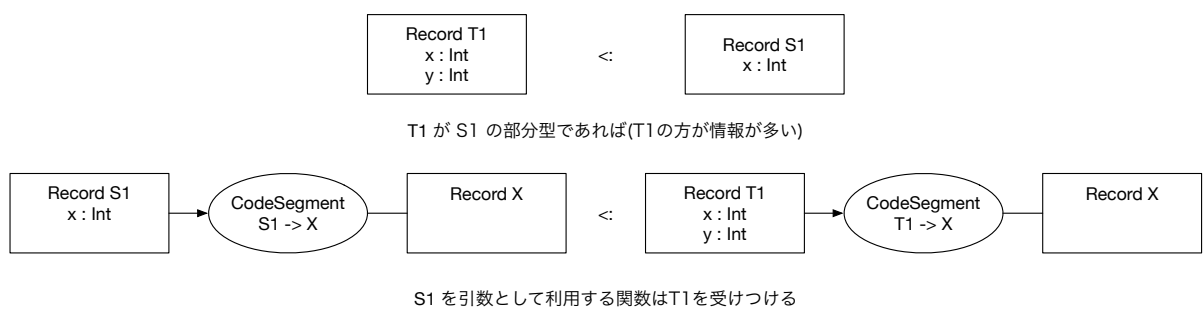 Record T1
x : Int
y : Int
<:
Record S1
x : Int
T1 が S1 の部分型であれば(T1の方が情報が多い)
Record S1
x : Int
CodeSegment
S1 -> X
Record X
<:
Record T1
x : Int
y : Int
CodeSegment
T1 -> X
Record X
S1 を引数として利用する関数はT1を受けつける